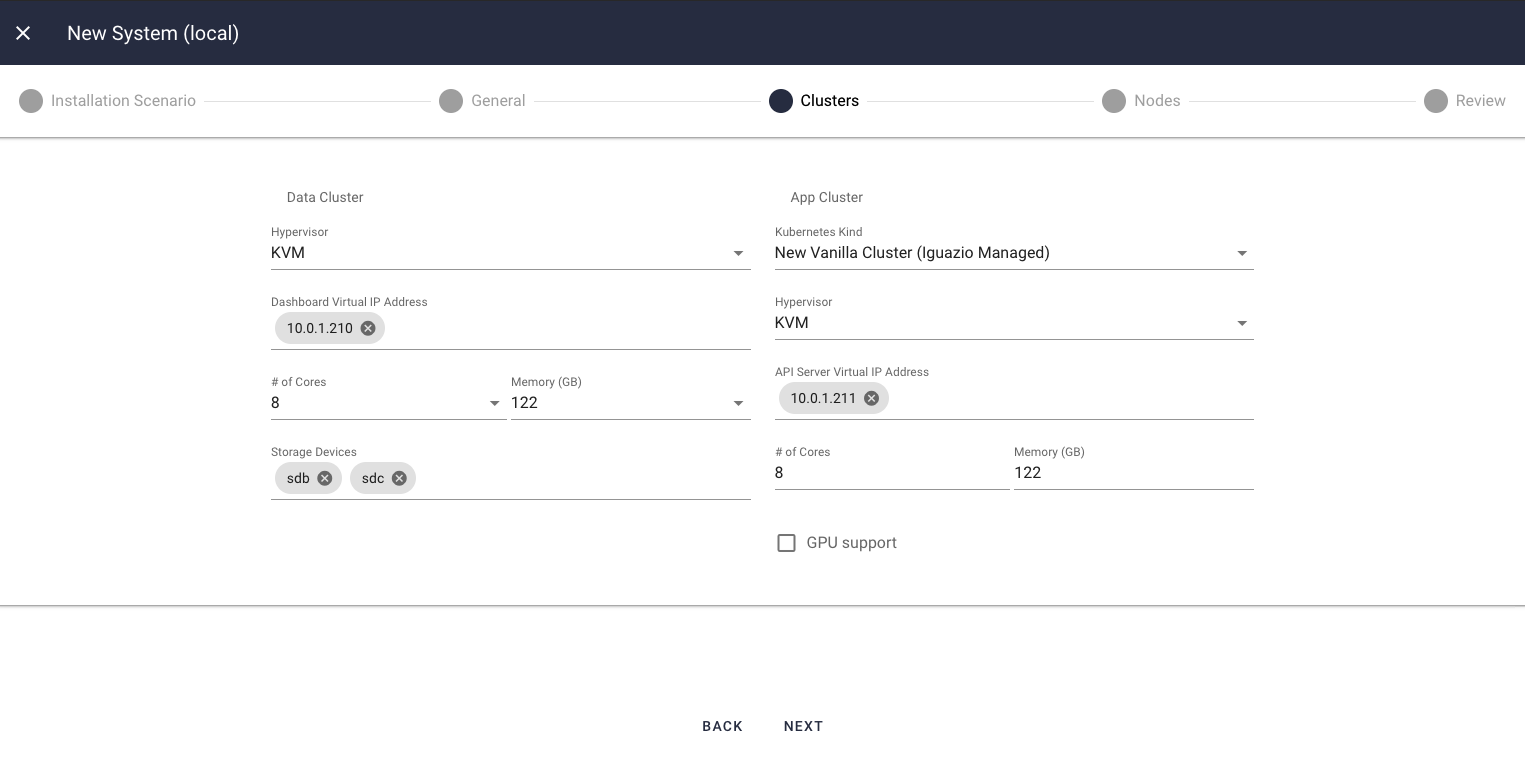 New System (local)
Installation Scenario
General
Clusters
Nodes
Review
Data Cluster
Hypervisor
KVM
Dashboard Virtual IP Address
10.0.1.210
# of Cores
8
Memory (GB)
122
Storage Devices
sdb
sdc
App Cluster
Kubernetes Kind
New Vanilla Cluster (Iguazio Managed)
Hypervisor
KVM
API Server Virtual IP Address
10.0.1.211
# of Cores
8
Memory (GB)
122
GPU support
BACK
NEXT